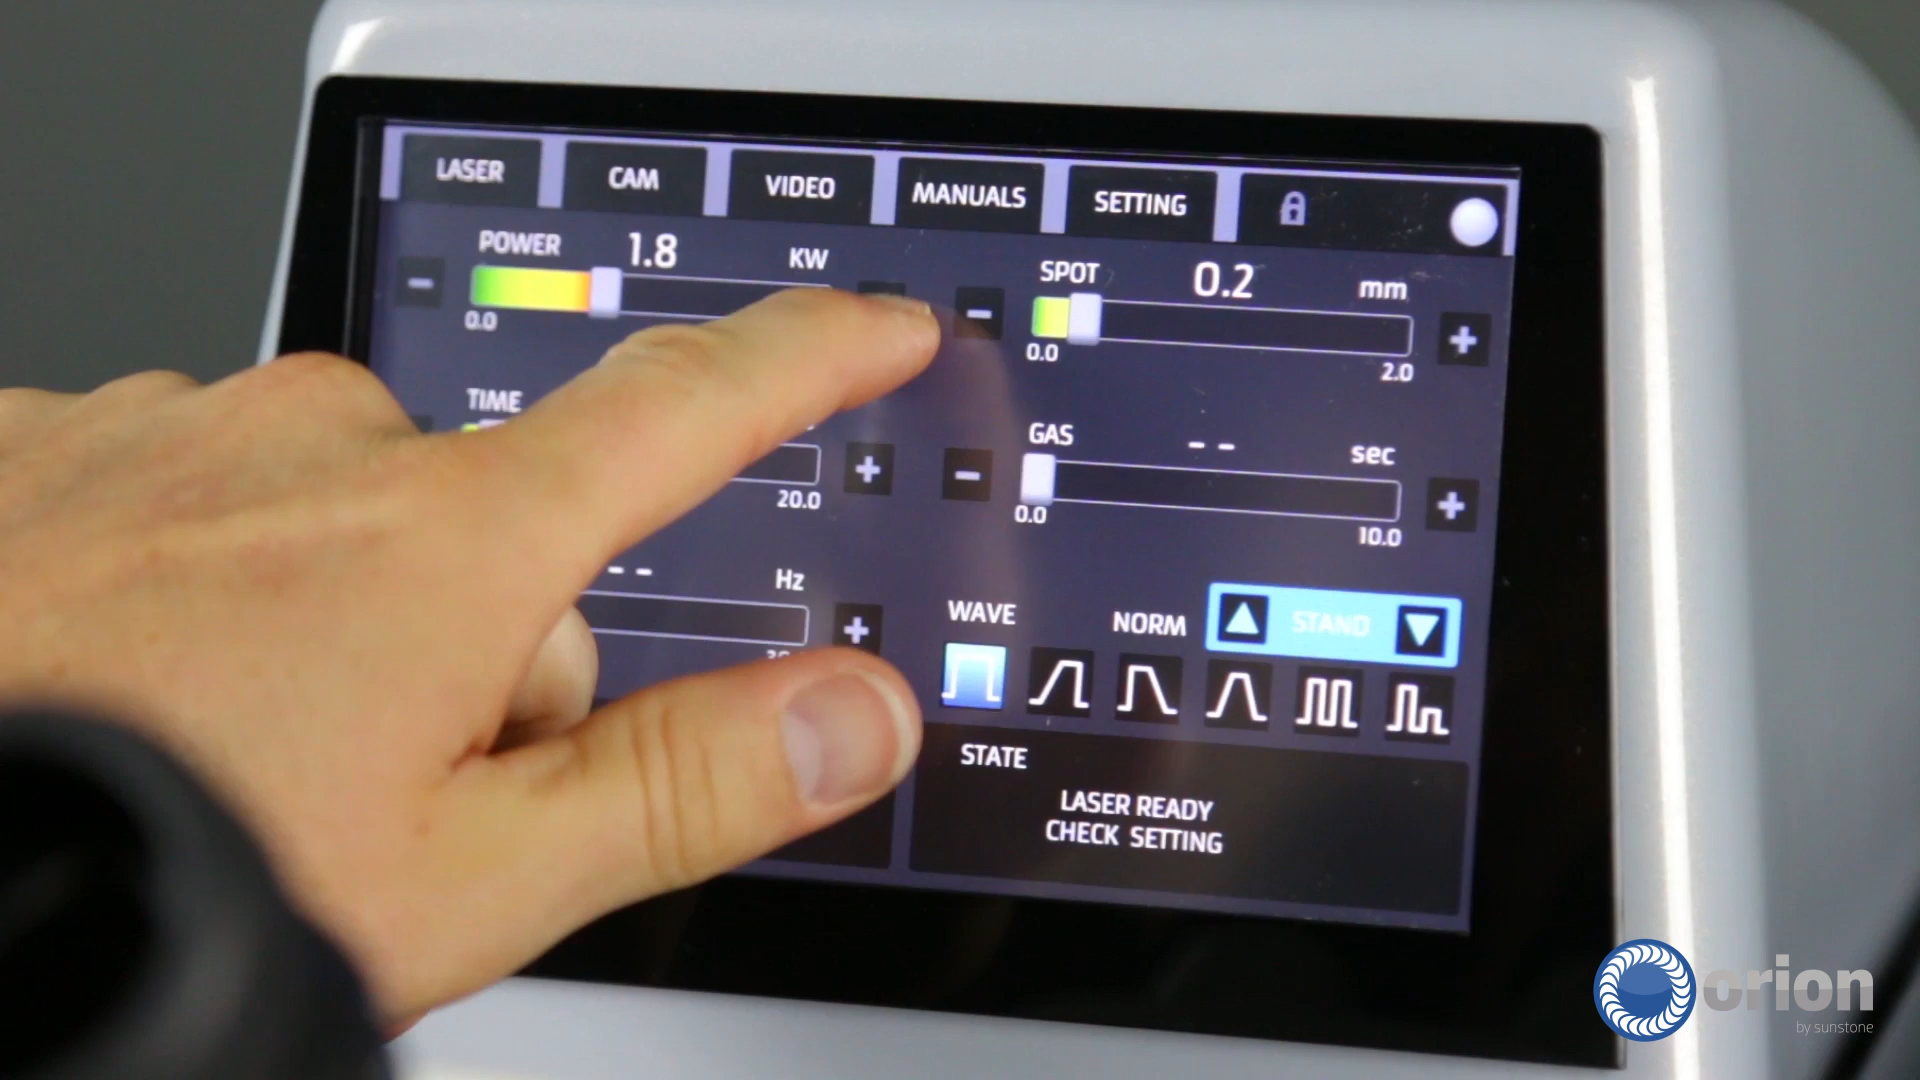 LASER
CAM
VIDEO
MANUALS
SETTING
POWER 1.8 KW
0.0
SPOT 0.2 mm
0.0 2.0
TIME
20.0
GAS -- sec
0.0 10.0
-- Hz
WAVE NORM STAND
STATE
LASER READY
CHECK SETTING
orion
by sunstone